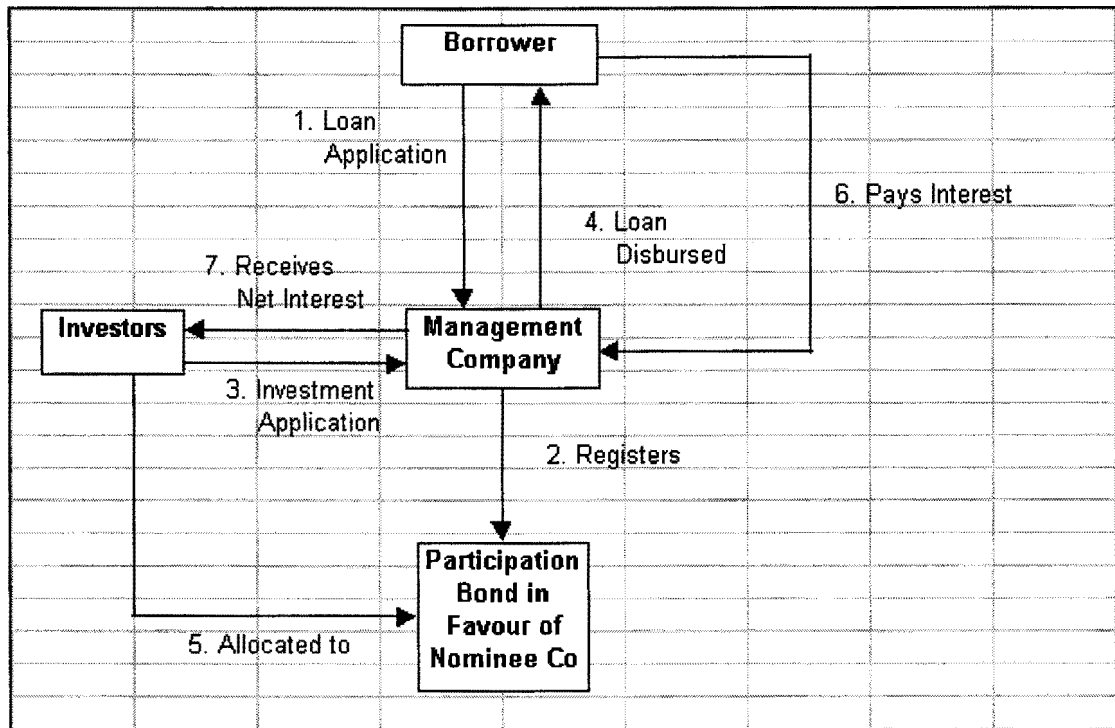 Borrower
1. Loan
Application
6. Pays Interest
4. Loan
Disbursed
7. Receives
Net Interest
Investors
Management
Company
3. Investment
Application
2. Registers
Participation
Bond in
Favour of
Nominee Co
5. Allocated to